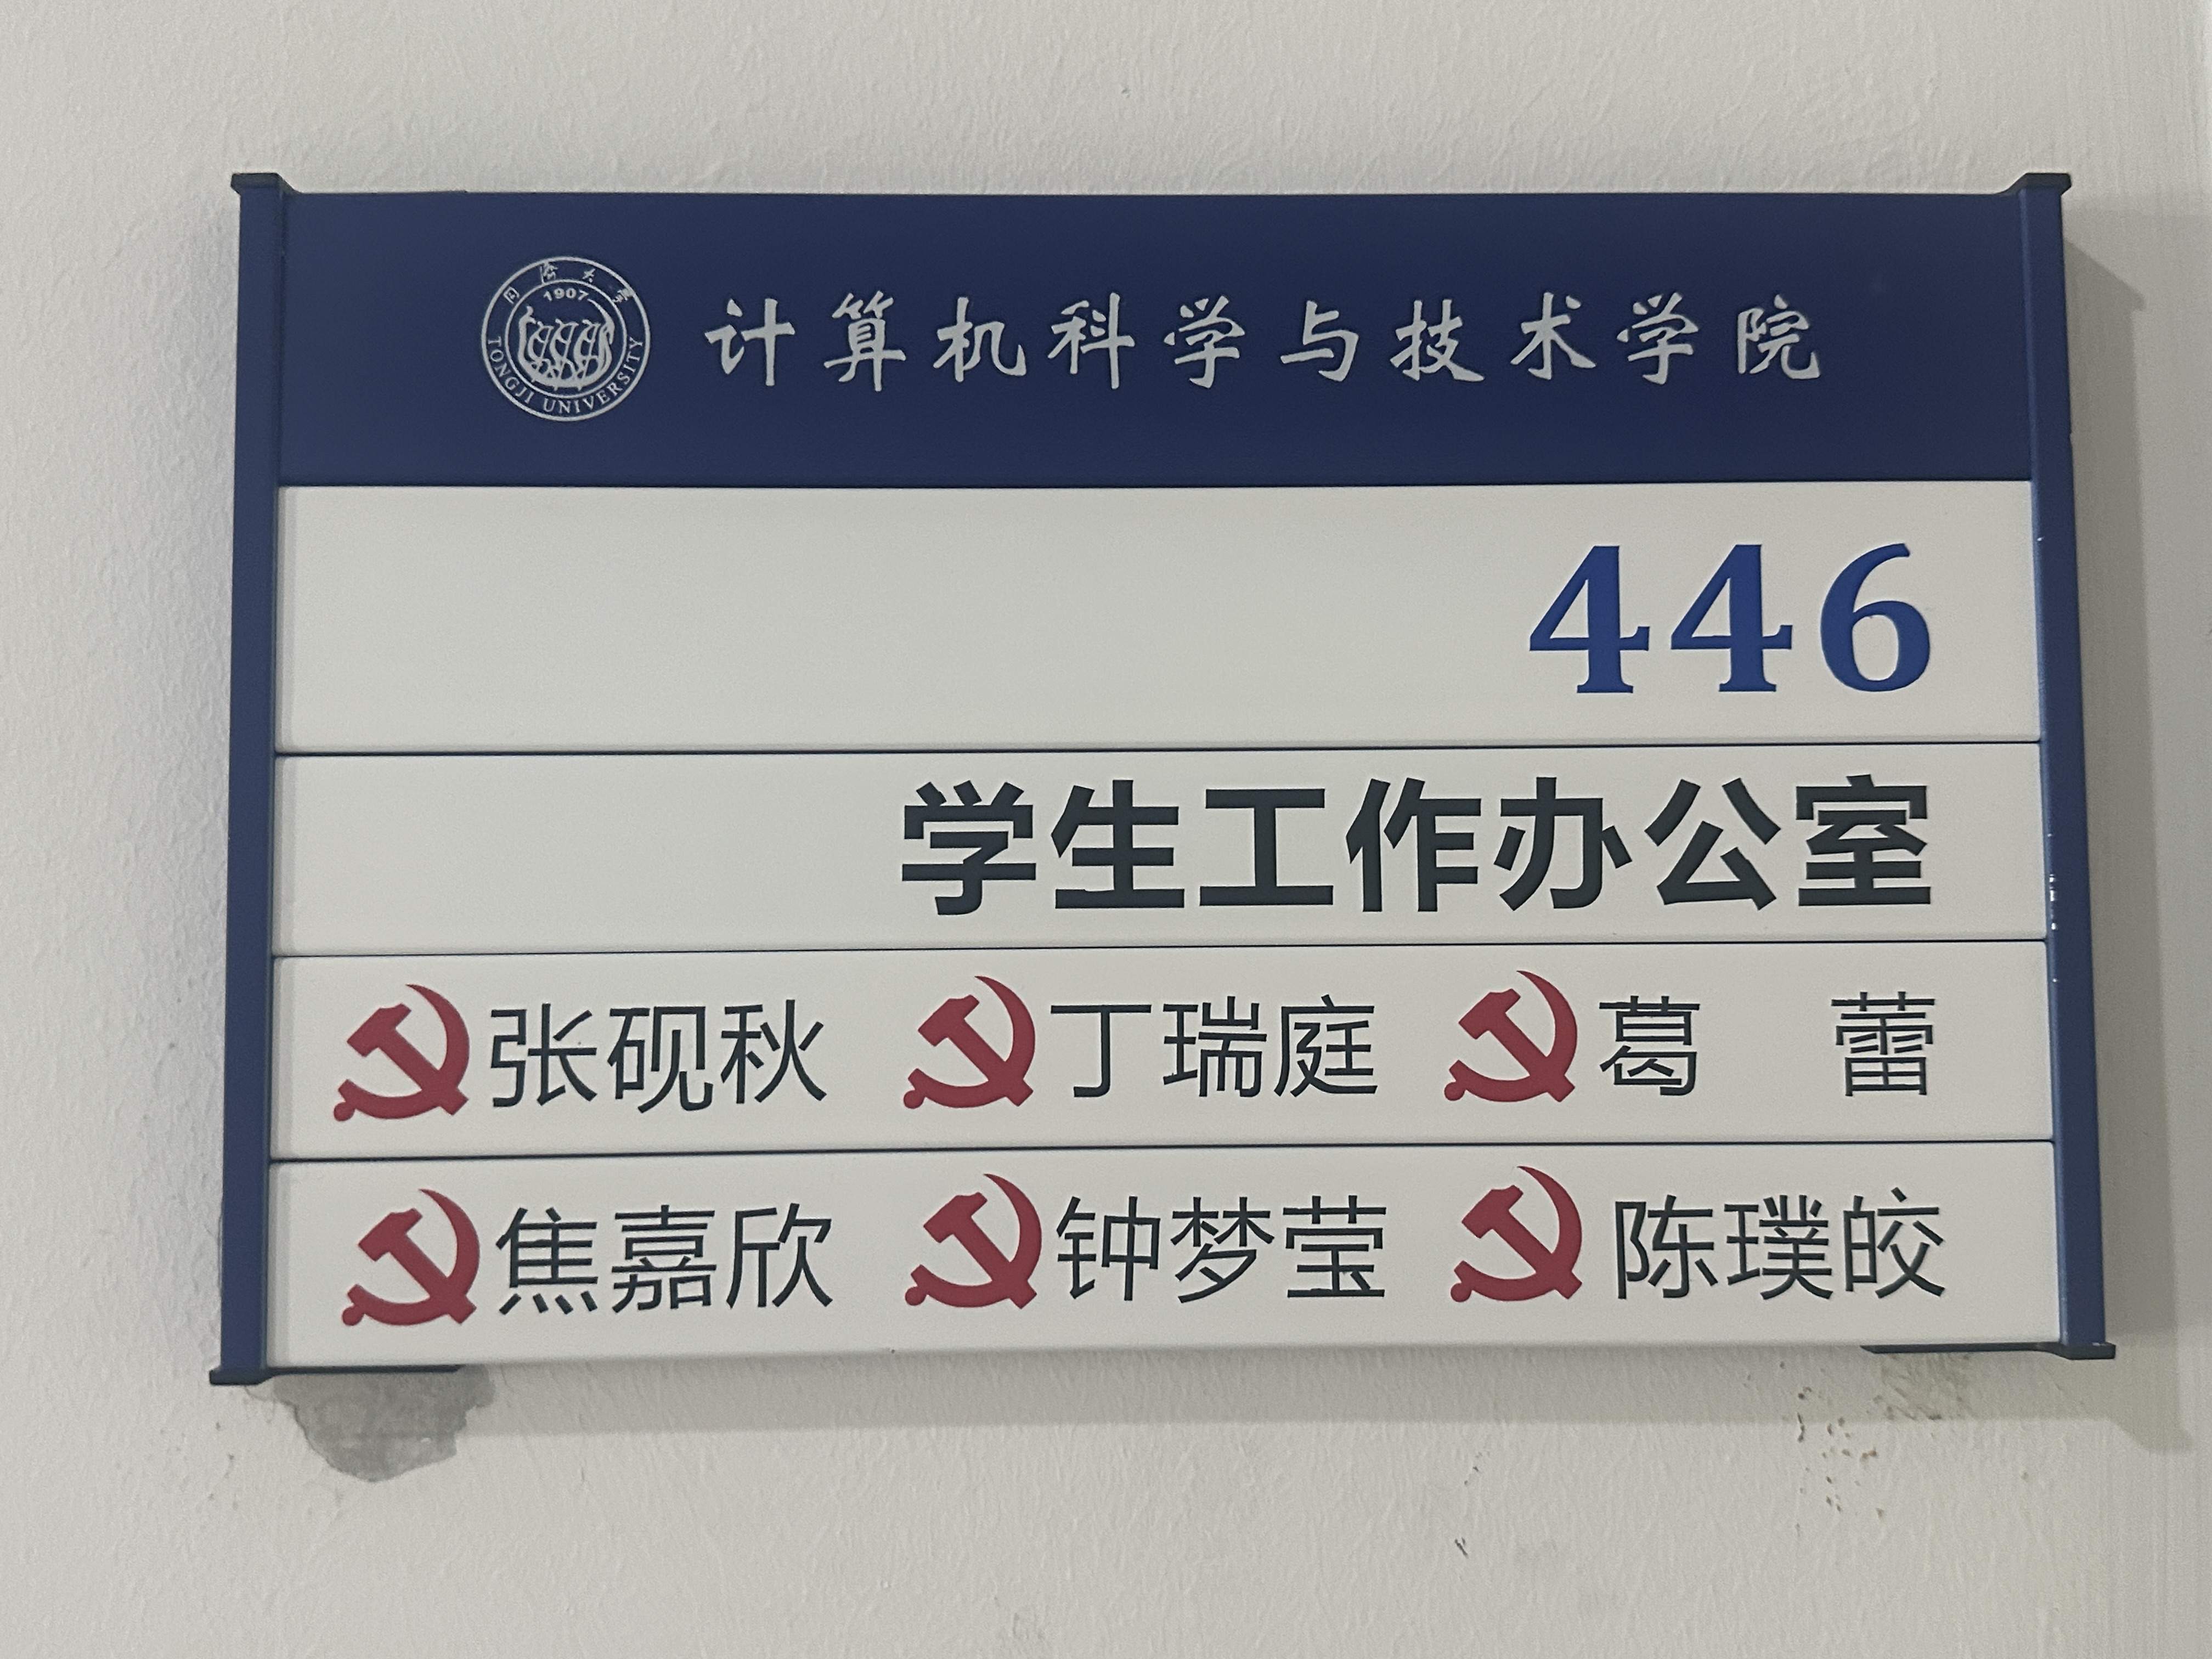 同济大学
1907
TONGJI UNIVERSITY
计算机科学与技术学院
446
学生工作办公室
张砚秋 丁瑞庭 葛 蕾
焦嘉欣 钟梦莹 陈璞皎